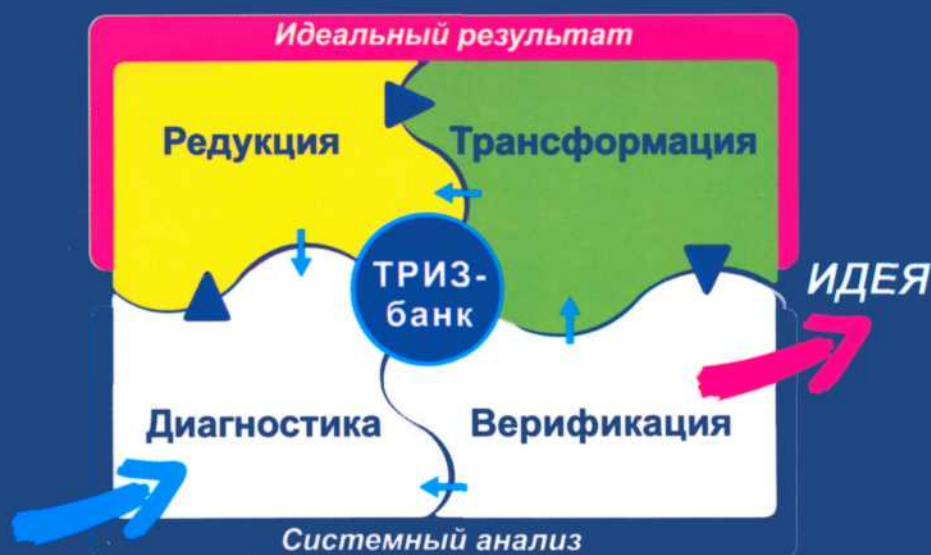 Идеальный результат
Редукция
Трансформация
ТРИЗ-
банк
ИДЕЯ
Диагностика
Верификация
Системный анализ